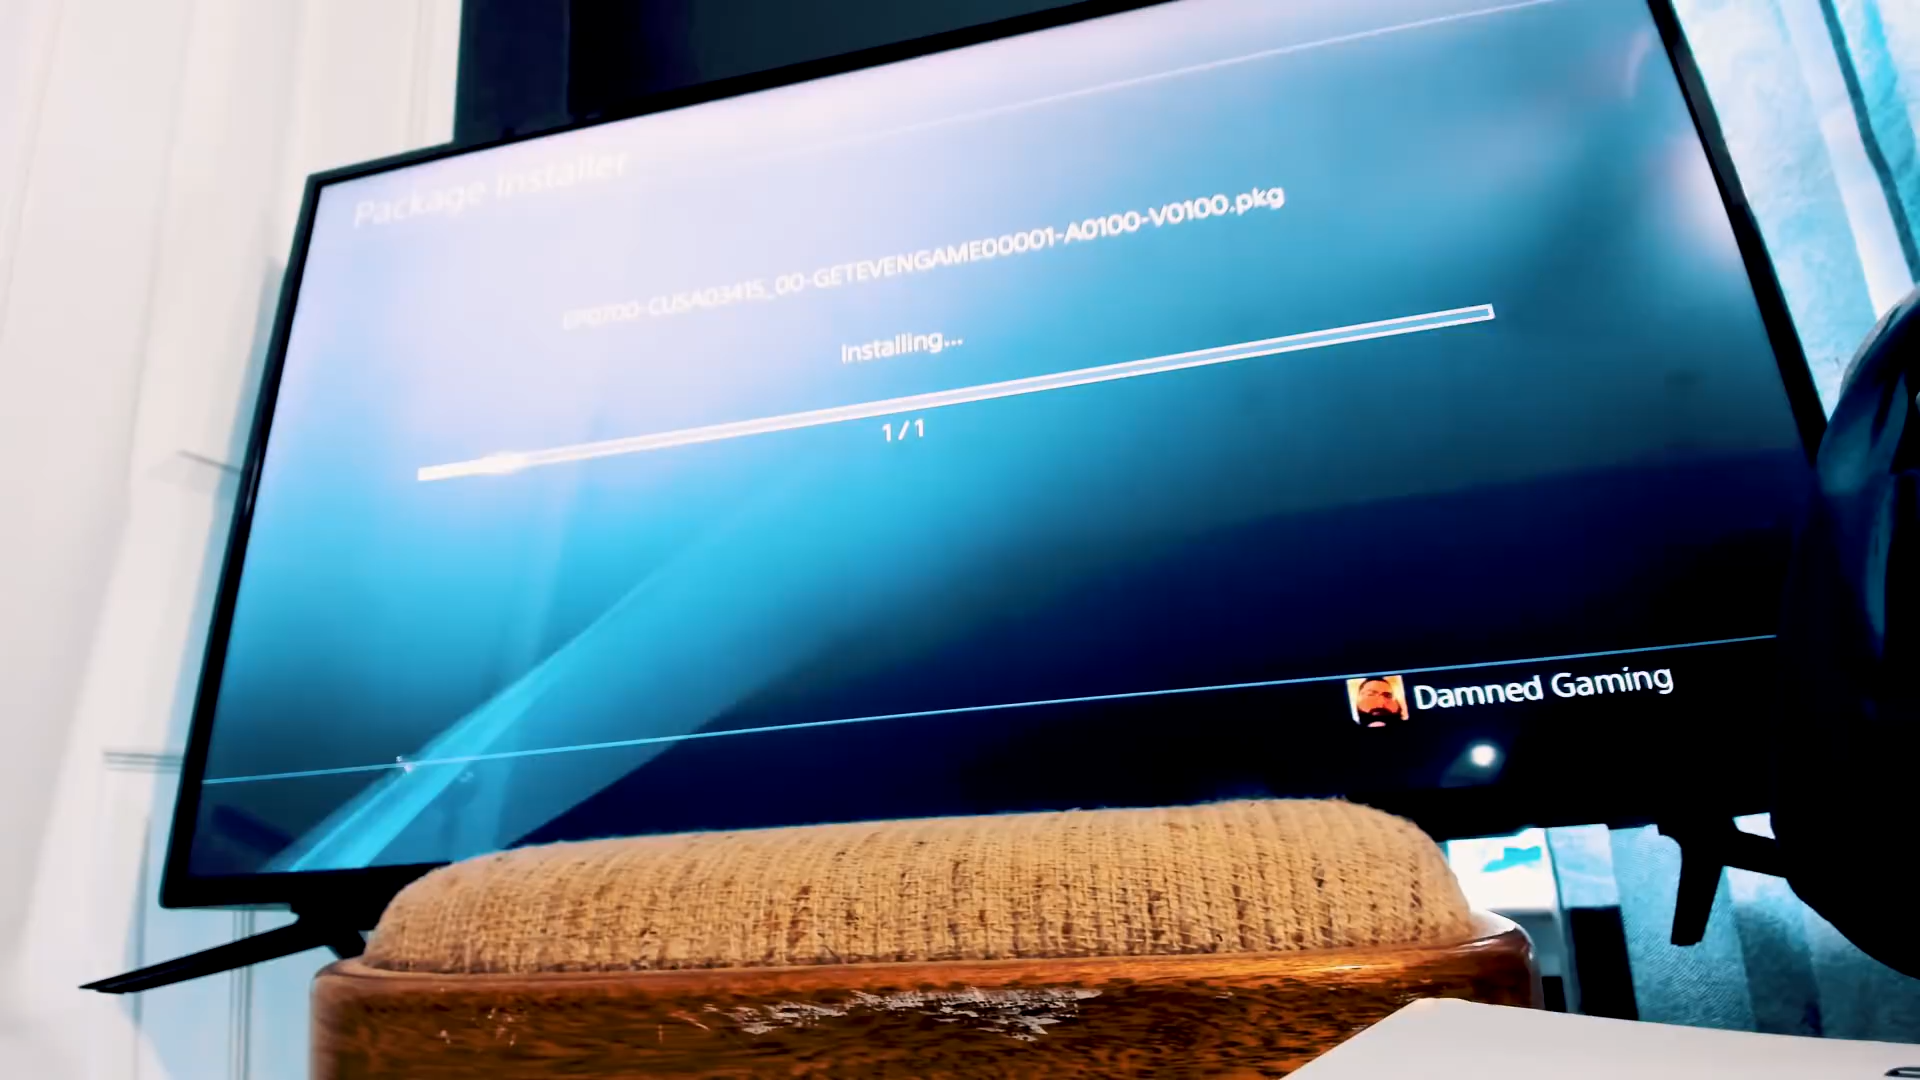 Package Installer
EP0700-CUSA03415_00-GETEVENGAME00001-A0100-V0100.pkg
Installing...
1 / 1
Damned Gaming